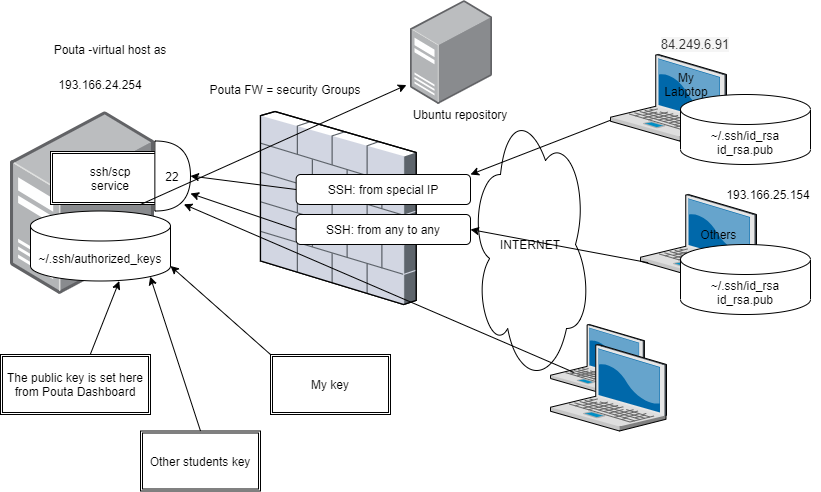 Pouta -virtual host as
193.166.24.254
Pouta FW = security Groups
Ubuntu repository
84.249.6.91
My
Labptop
~/.ssh/id_rsa
id_rsa.pub
ssh/scp
service
22
SSH: from special IP
SSH: from any to any
INTERNET
193.166.25.154
Others
~/.ssh/id_rsa
id_rsa.pub
~/.ssh/authorized_keys
The public key is set here
from Pouta Dashboard
My key
Other students key